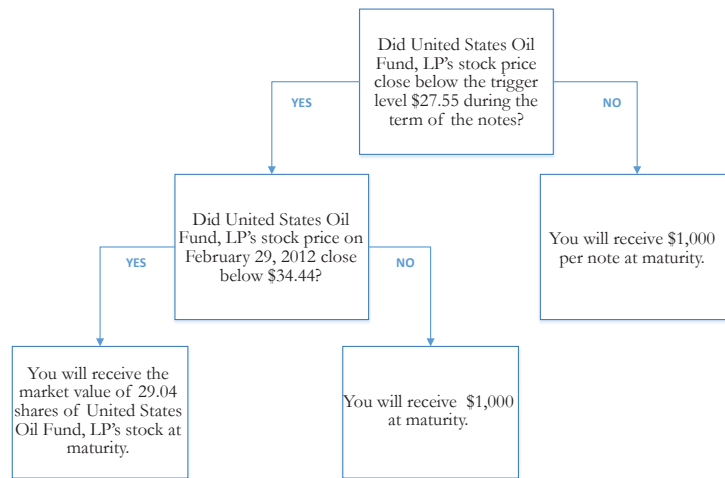 Did United States Oil
Fund, LP's stock price
close below the trigger
level $27.55 during the
term of the notes?
YES
NO
Did United States Oil
Fund, LP's stock price on
February 29, 2012 close
below $34.44?
You will receive $1,000
per note at maturity.
YES
NO
You will receive the
market value of 29.04
shares of United States
Oil Fund, LP's stock at
maturity.
You will receive $1,000
at maturity.